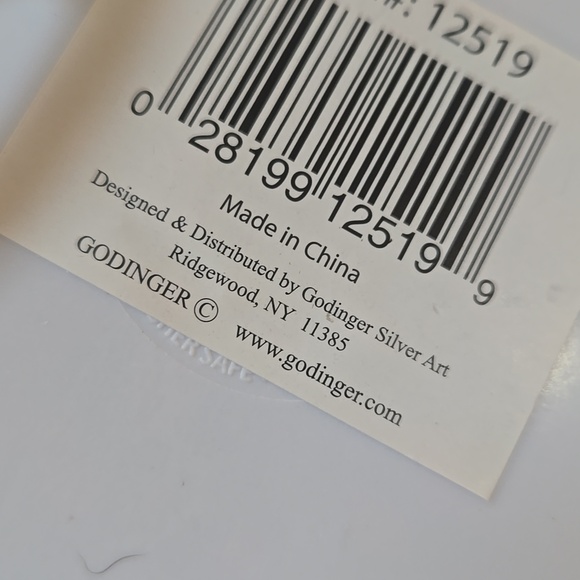 #: 12519
0 28199 12519 9
Made in China
Designed & Distributed by Godinger Silver Art
Ridgewood, NY 11385
GODINGER © www.godinger.com
SAFE